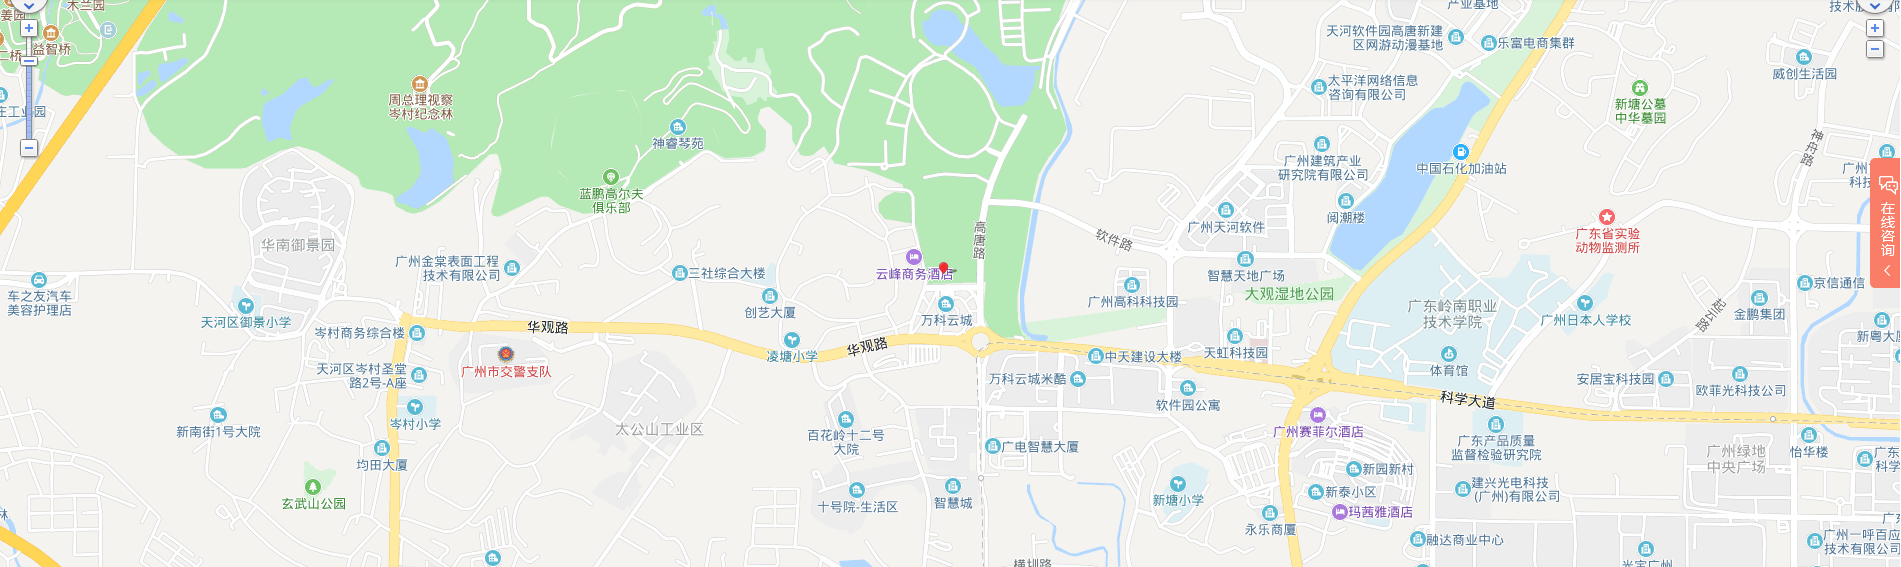 木兰园
姜园
益智桥
二桥
庄工业园
周总理视察
岑村纪念林
神睿琴苑
蓝鹏高尔夫
俱乐部
华南御景园
广州金棠表面工程
技术有限公司
车之友汽车
美容护理店
天河区御景小学
岑村商务综合楼
华观路
广州市交警支队
天河区岑村圣堂
路2号-A座
岑村小学
新南街1号大院
均田大厦
玄武山公园
林
三社综合大楼
创艺大厦
凌塘小学
华观路
云峰商务酒店
万科云城
高唐路
太公山工业区
百花岭十二号
大院
十号院-生活区
智慧城
广电智慧大厦
万科云城米酷
中天建设大楼
软件路
广州高科科技园
智慧天地广场
广州天河软件
天虹科技园
软件园公寓
新塘小学
横圳路
产业基地
天河软件园高唐新建
区网游动漫基地
乐富电商集群
太平洋网络信息
咨询有限公司
广州建筑产业
研究院有限公司
阅潮楼
中国石化加油站
大观湿地公园
广东岭南职业
技术学院
体育馆
科学大道
广州赛菲尔酒店
新园新村
新泰小区
玛茜雅酒店
永乐商厦
广东产品质量
监督检验研究院
建兴光电科技
(广州)有限公司
融达商业中心
光宝广州
威创生活园
新塘公墓
中华墓园
神舟路
广东省实验
动物监测所
广州日本人学校
起云路
金鹏集团
京信通信
安居宝科技园
欧菲光科技公司
新粤大厦
广州绿地
中央广场
怡华楼
广东
科学
广州一呼百应
技术有限公司
在线咨询